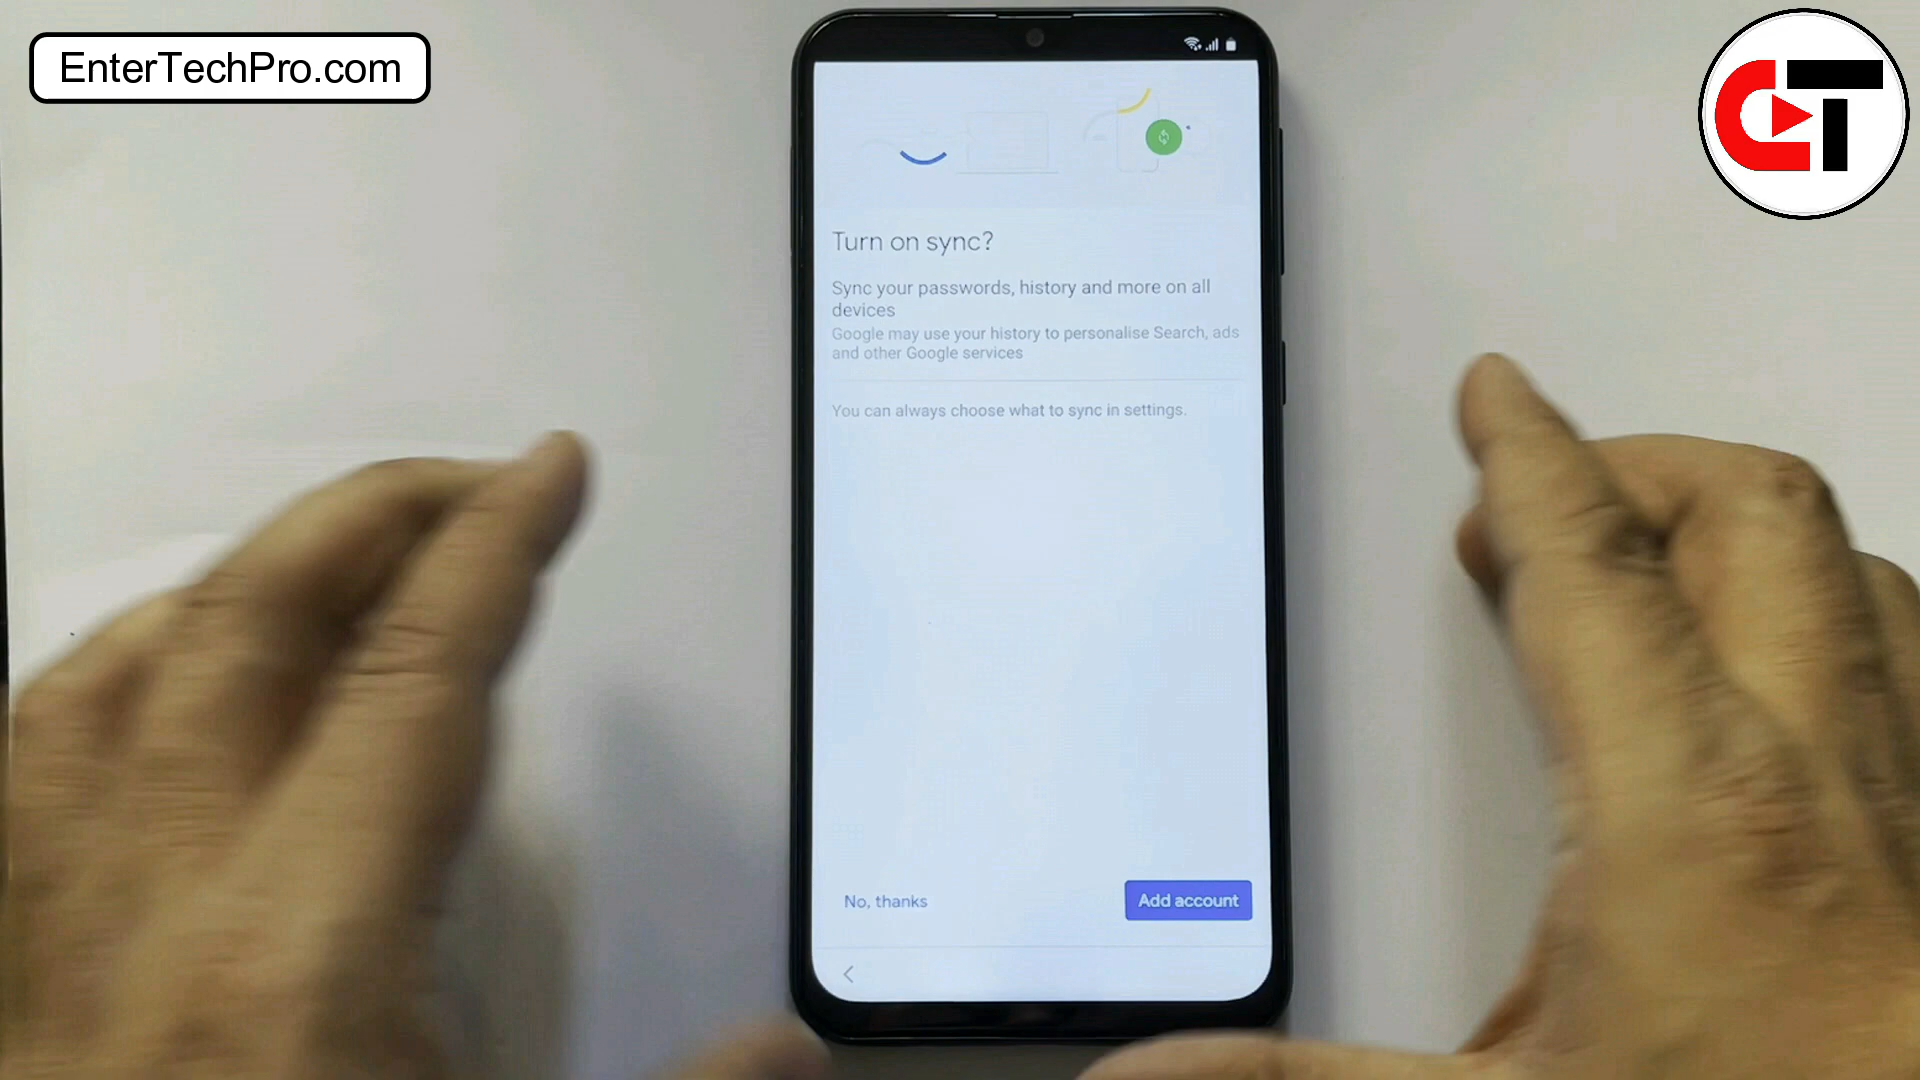 EnterTechPro.com
CT
Turn on sync?
Sync your passwords, history and more on all
devices
Google may use your history to personalise Search, ads
and other Google services
You can always choose what to sync in settings.
No, thanks
Add account